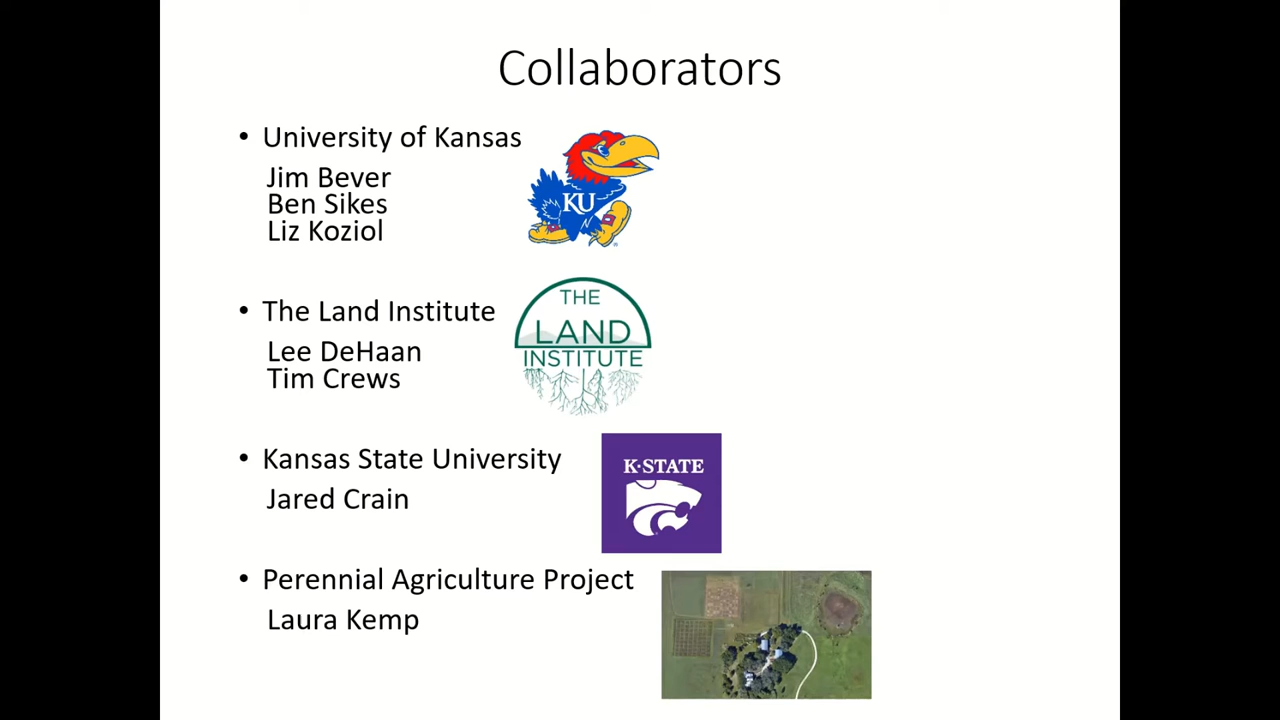 Collaborators
• University of Kansas
Jim Bever
Ben Sikes
Liz Koziol
KU
• The Land Institute
Lee DeHaan
Tim Crews
THE
LAND
INSTITUTE
• Kansas State University
Jared Crain
K·STATE
• Perennial Agriculture Project
Laura Kemp